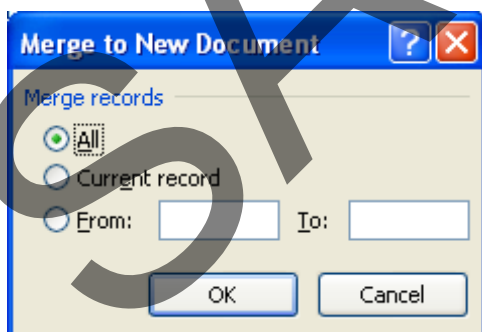 Merge to New Document
Merge records
All
Current record
From: To:
OK Cancel